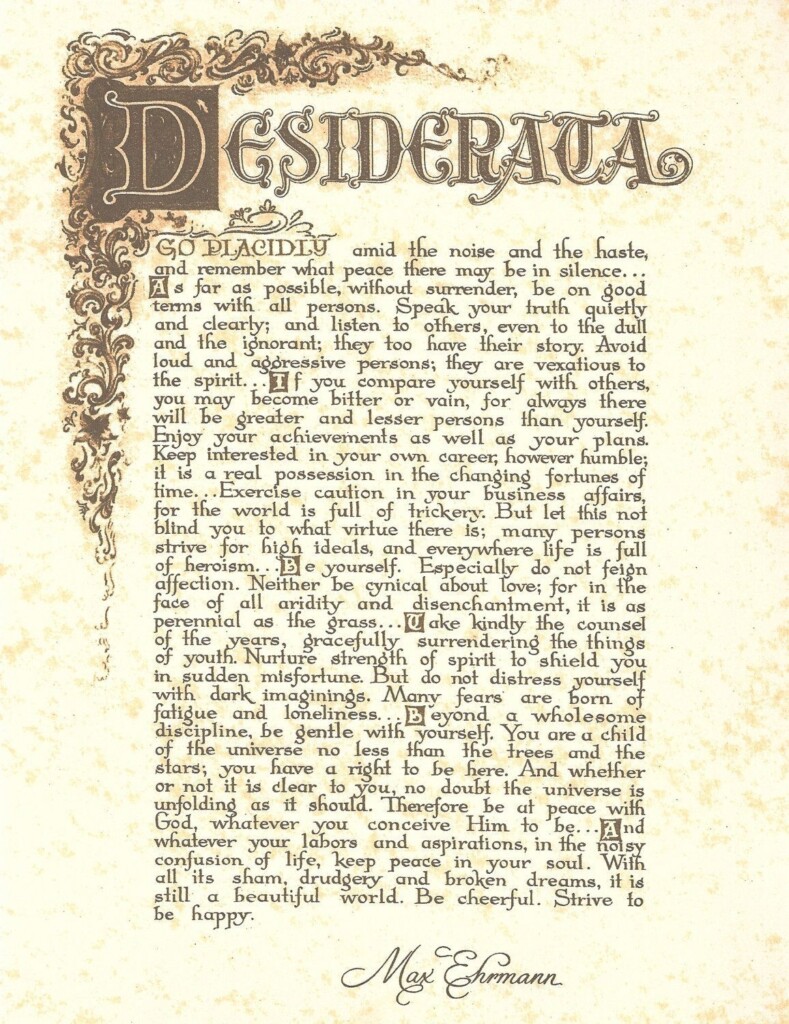 DESIDERATA
GO PLACIDLY amid the noise and the haste,
and remember what peace there may be in silence...
As far as possible, without surrender, be on good
terms with all persons. Speak your truth quietly
and clearly; and listen to others, even to the dull
and the ignorant; they too have their story. Avoid
loud and aggressive persons; they are vexatious to
the spirit...If you compare yourself with others,
you may become bitter or vain, for always there
will be greater and lesser persons than yourself.
Enjoy your achievements as well as your plans.
Keep interested in your own career, however humble;
it is a real possession in the changing fortunes of
time...Exercise caution in your business affairs,
for the world is full of trickery. But let this not
blind you to what virtue there is; many persons
strive for high ideals, and everywhere life is full
of heroism...Be yourself. Especially do not feign
affection. Neither be cynical about love; for in the
face of all aridity and disenchantment, it is as
perennial as the grass...Take kindly the counsel
of the years, gracefully surrendering the things
of youth. Nurture strength of spirit to shield you
in sudden misfortune. But do not distress yourself
with dark imaginings. Many fears are born of
fatigue and loneliness...Beyond a wholesome
discipline, be gentle with yourself. You are a child
of the universe no less than the trees and the
stars; you have a right to be here. And whether
or not it is clear to you, no doubt the universe is
unfolding as it should. Therefore be at peace with
God, whatever you conceive Him to be...And
whatever your labors and aspirations, in the noisy
confusion of life, keep peace in your soul. With
all its sham, drudgery and broken dreams, it is
still a beautiful world. Be cheerful. Strive to
be happy.
Max Ehrmann